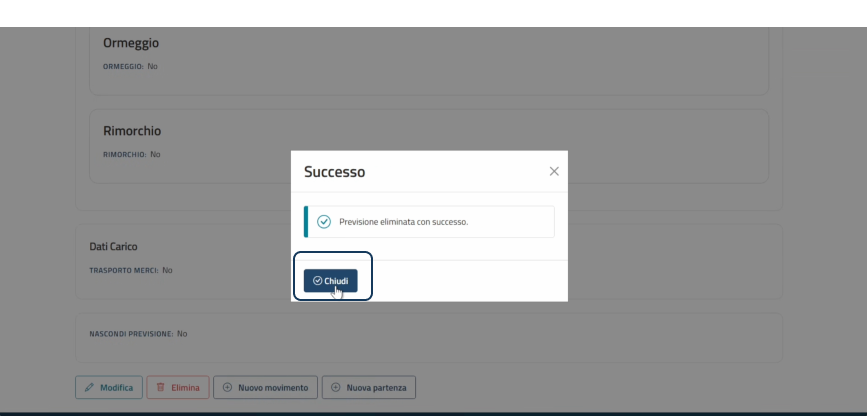 Ormeggio
ORMEGGIO: No
Rimorchio
RIMORCHIO: No
Successo
Previsione eliminata con successo.
Chiudi
Dati Carico
TRASPORTO MERCI: No
NASCONDI PREVISIONE: No
Modifica Elimina Nuovo movimento Nuova partenza